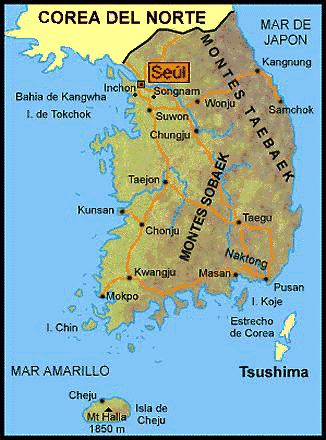 COREA DEL NORTE
MAR DE
JAPON
MONTES TAEBAEK
Kangnung
Seúl
Inchon
Songnam
Bahia de Kangwha
Wonju
Samchok
I. de Tokchok
Suwon
Chungju
MONTES SOBAEK
Taejon
Kunsan
Taegu
Chonju
Naktong
Kwangju
Masan
Pusan
Mokpo
I. Koje
I. Chin
Estrecho
de Corea
MAR AMARILLO
Tsushima
Cheju
Isla de
Cheju
Mt Halla
1850 m